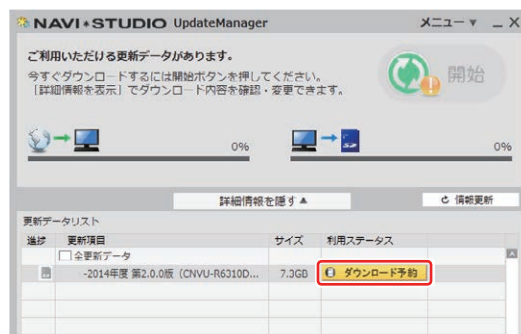 NAVI*STUDIO UpdateManager
メニュー ▼ _ X
ご利用いただける更新データがあります。
今すぐダウンロードするには開始ボタンを押してください。
[詳細情報を表示]でダウンロード内容を確認・変更できます。
開始
0%
0%
詳細情報を隠す▲
情報更新
更新データリスト
進捗 更新項目 サイズ 利用ステータス
全更新データ
-2014年度 第2.0.0版 (CNVU-R6310D... 7.3GB ダウンロード予約